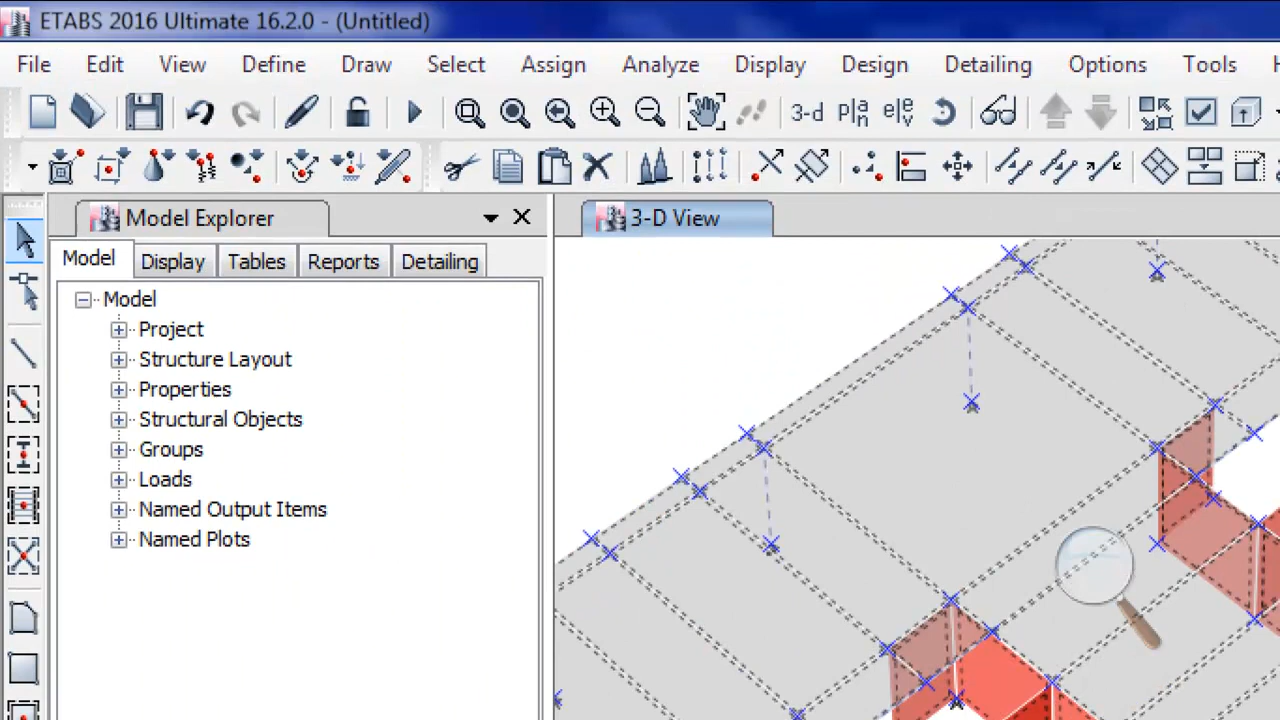 ETABS 2016 Ultimate 16.2.0 - (Untitled)
File Edit View Define Draw Select Assign Analyze Display Design Detailing Options Tools H
3-d pla n ele v
Model Explorer
3-D View
Model Display Tables Reports Detailing
Model
Project
Structure Layout
Properties
Structural Objects
Groups
Loads
Named Output Items
Named Plots